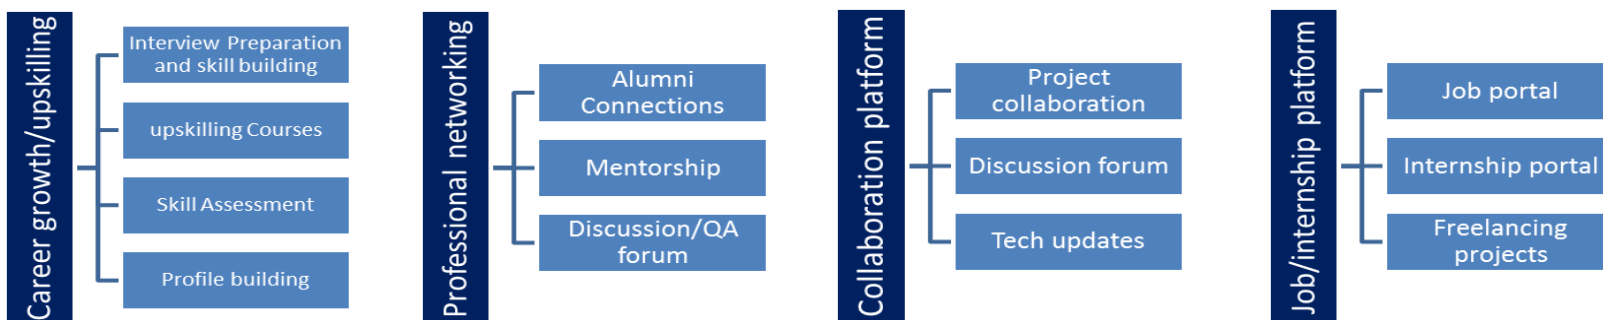 Career growth/upskilling
Interview Preparation
and skill building
upskilling Courses
Skill Assessment
Profile building
Professional networking
Alumni
Connections
Mentorship
Discussion/QA
forum
Collaboration platform
Project
collaboration
Discussion forum
Tech updates
Job/internship platform
Job portal
Internship portal
Freelancing
projects